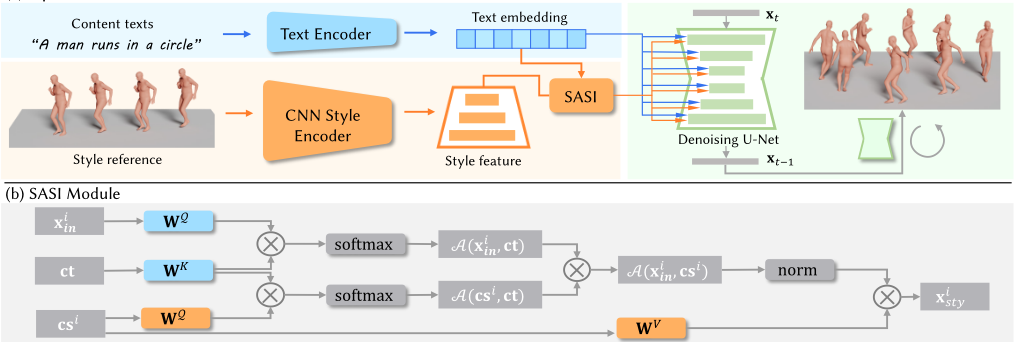 Content texts
“A man runs in a circle”
Text Encoder
Text embedding
x_t
SASI
CNN Style
Encoder
Style reference
Style feature
Denoising U-Net
x_{t−1}
(b) SASI Module
x^i_{in}
W^Q
softmax
𝒜(x^i_{in}, ct)
ct
W^K
𝒜(x^i_{in}, cs^i)
norm
softmax
𝒜(cs^i, ct)
x^i_{sty}
cs^i
W^Q
W^V